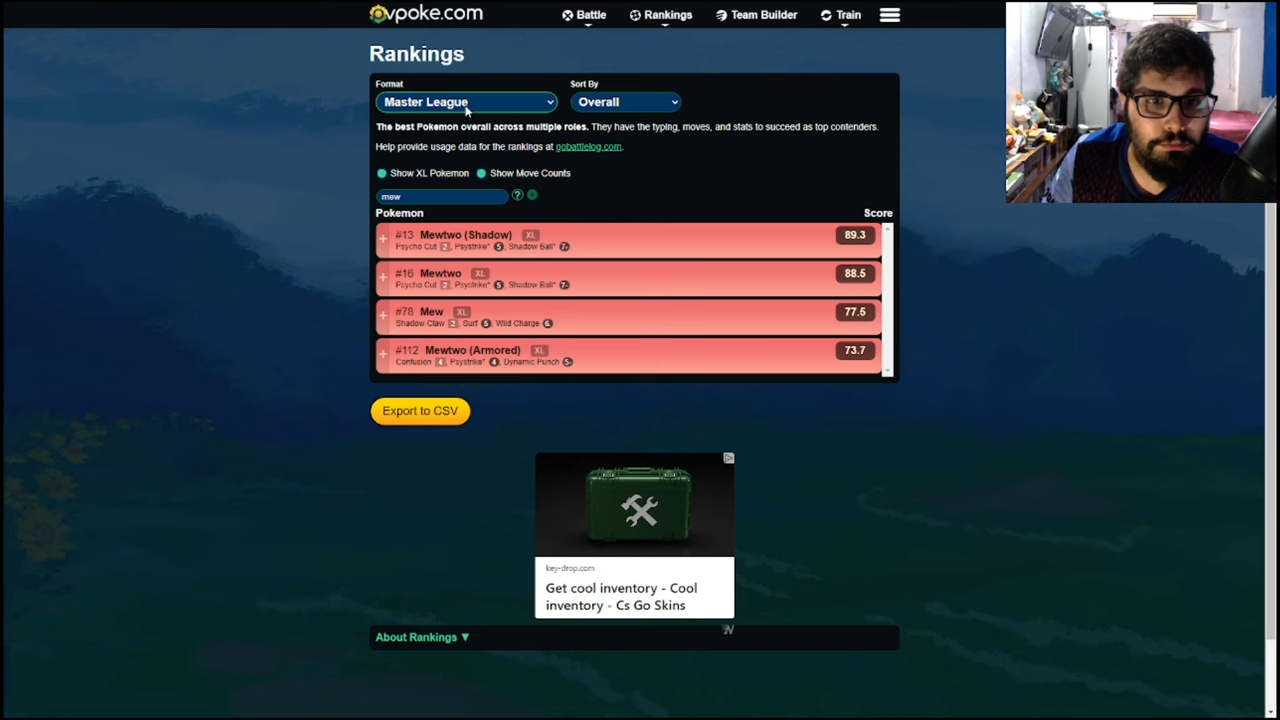 vpoke.com
Battle
Rankings
Team Builder
Train
Rankings
Format
Sort By
Master League
Overall
The best Pokemon overall across multiple roles. They have the typing, moves, and stats to succeed as top contenders.
Help provide usage data for the rankings at gobattlelog.com.
Show XL Pokemon
Show Move Counts
mew
?
+
Pokemon
Score
+ #13 Mewtwo (Shadow) XL 89.3
Psycho Cut 2, Psystrike* 5, Shadow Ball* 7-
+ #16 Mewtwo XL 88.5
Psycho Cut 2, Psystrike* 5, Shadow Ball* 7-
+ #78 Mew XL 77.5
Shadow Claw 2, Surf 5, Wild Charge 6-
+ #112 Mewtwo (Armored) XL 73.7
Confusion 4, Psystrike* 4, Dynamic Punch 5-
Export to CSV
key-drop.com
Get cool inventory - Cool
inventory - Cs Go Skins
About Rankings ▼